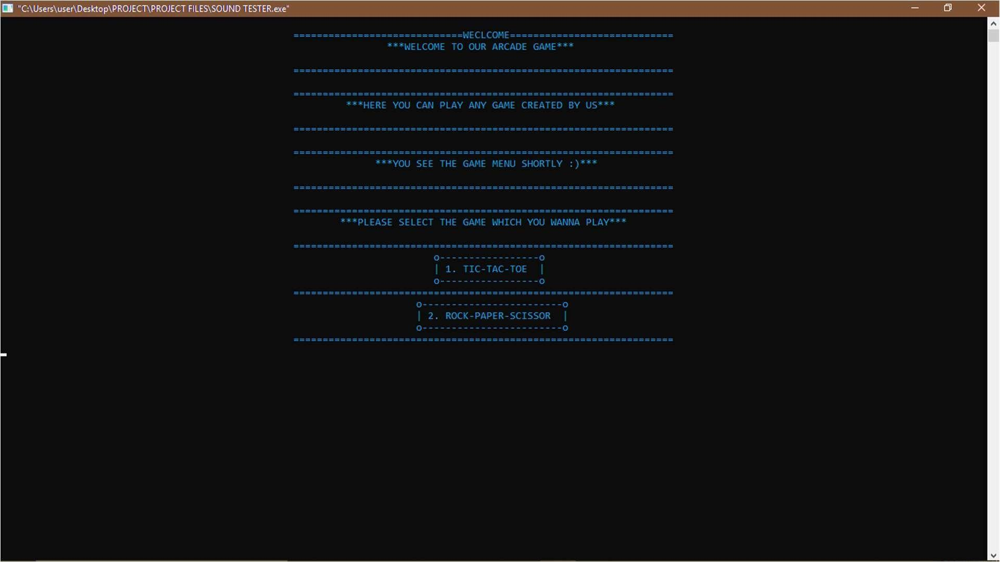 "C:\Users\user\Desktop\PROJECT\PROJECT FILES\SOUND TESTER.exe"
=============================WECLCOME============================
***WELCOME TO OUR ARCADE GAME***
=================================================================
=================================================================
***HERE YOU CAN PLAY ANY GAME CREATED BY US***
=================================================================
=================================================================
***YOU SEE THE GAME MENU SHORTLY :)***
=================================================================
=================================================================
***PLEASE SELECT THE GAME WHICH YOU WANNA PLAY***
=================================================================
o-----------------o
| 1. TIC-TAC-TOE  |
o-----------------o
=================================================================
o------------------------o
| 2. ROCK-PAPER-SCISSOR  |
o------------------------o
=================================================================